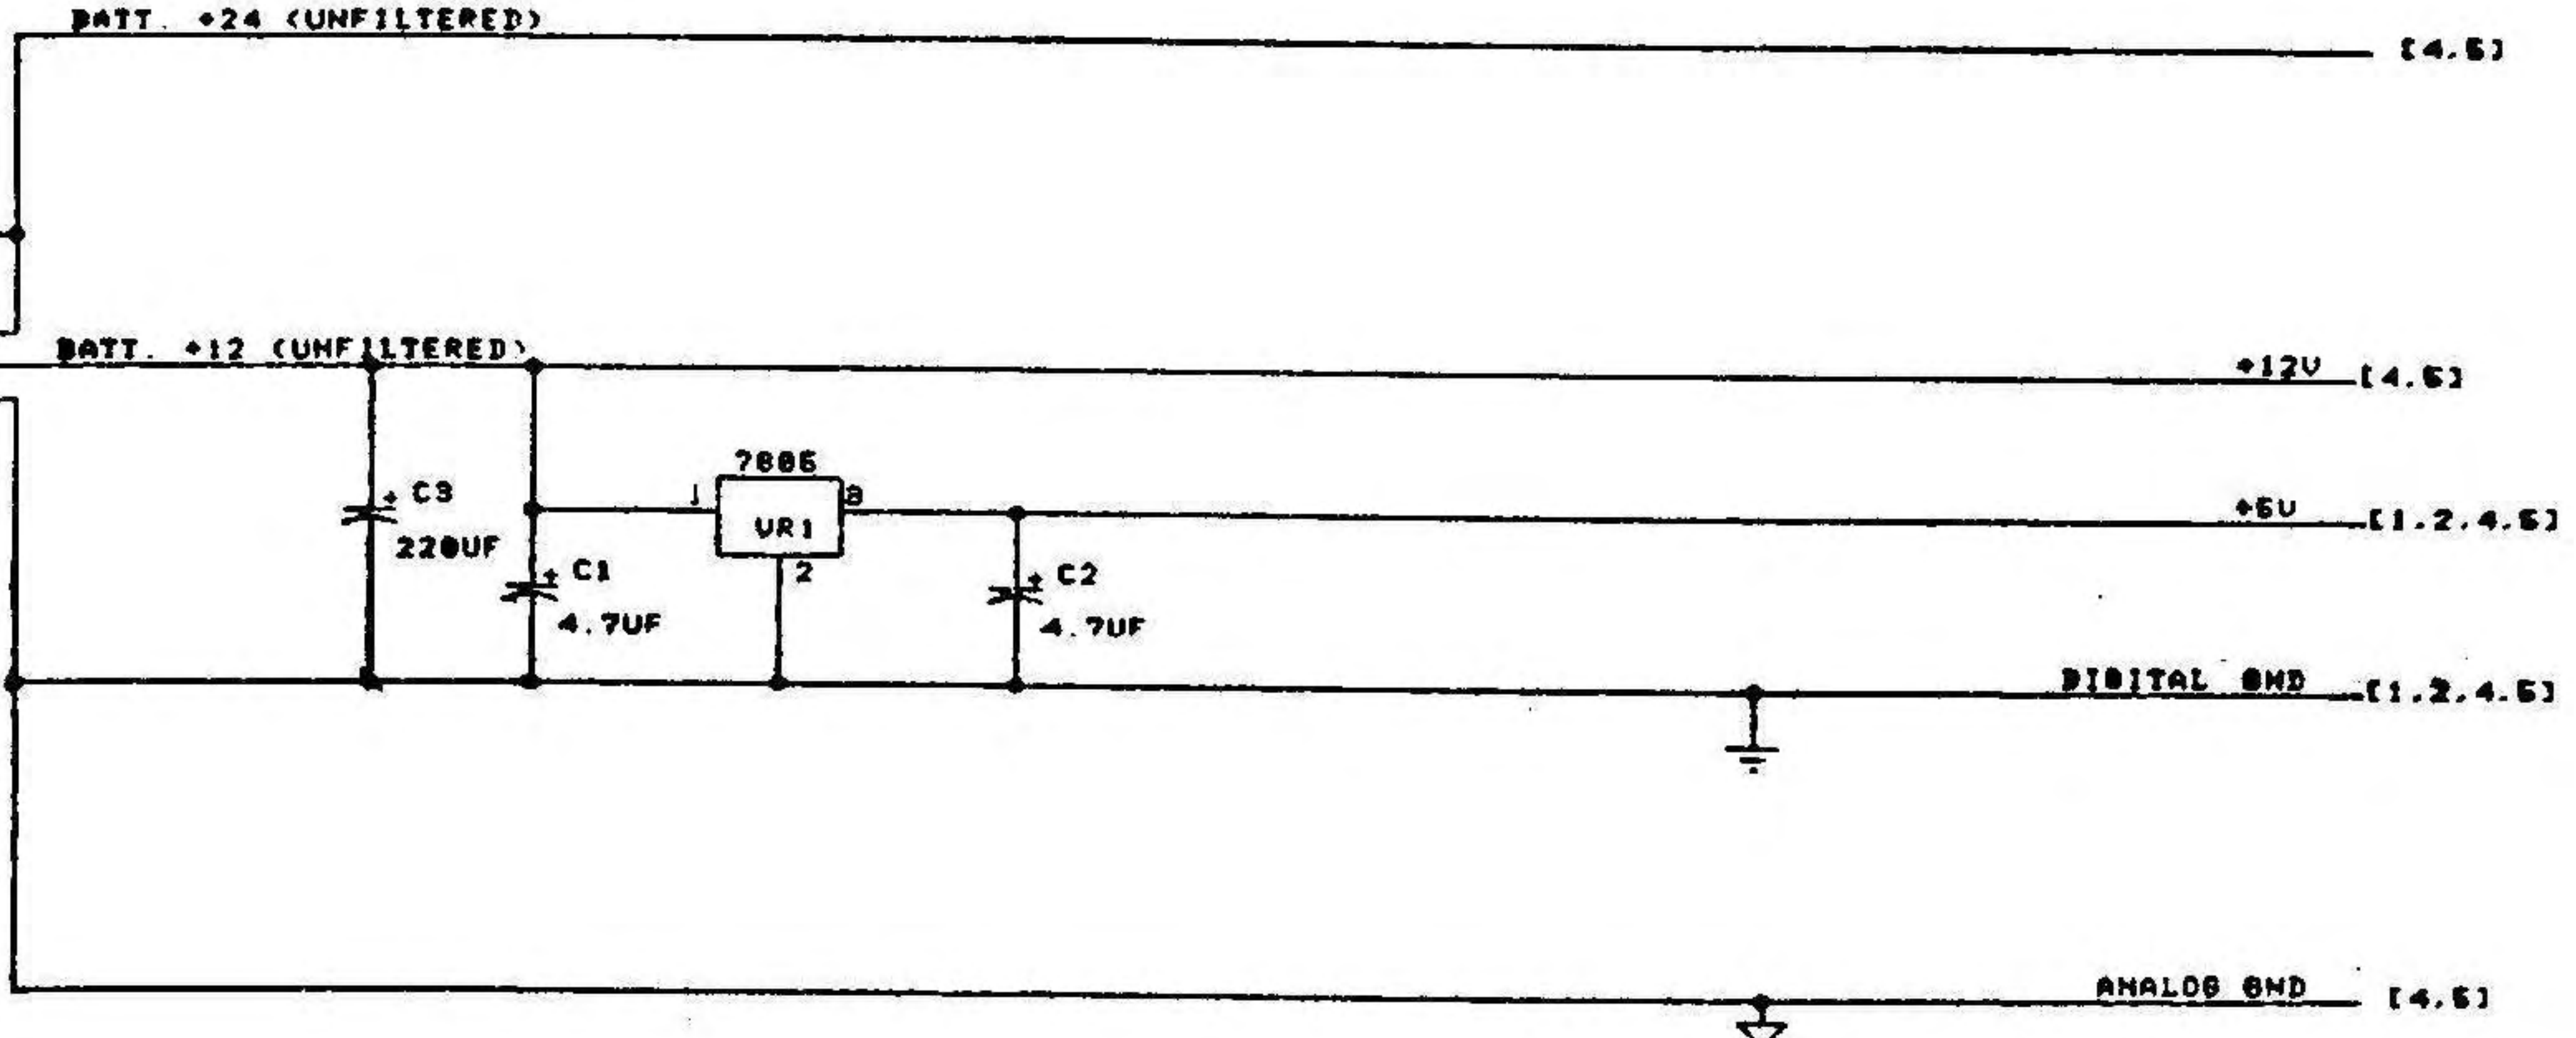 BATT. +24 (UNFILTERED)
[4,5]
BATT. +12 (UNFILTERED)
+12V
[4,5]
7805
1
3
VR1
2
+ C3
220UF
+ C1
4.7UF
+ C2
4.7UF
+5V
[1,2,4,5]
DIGITAL GND
[1,2,4,5]
ANALOG GND
[4,5]